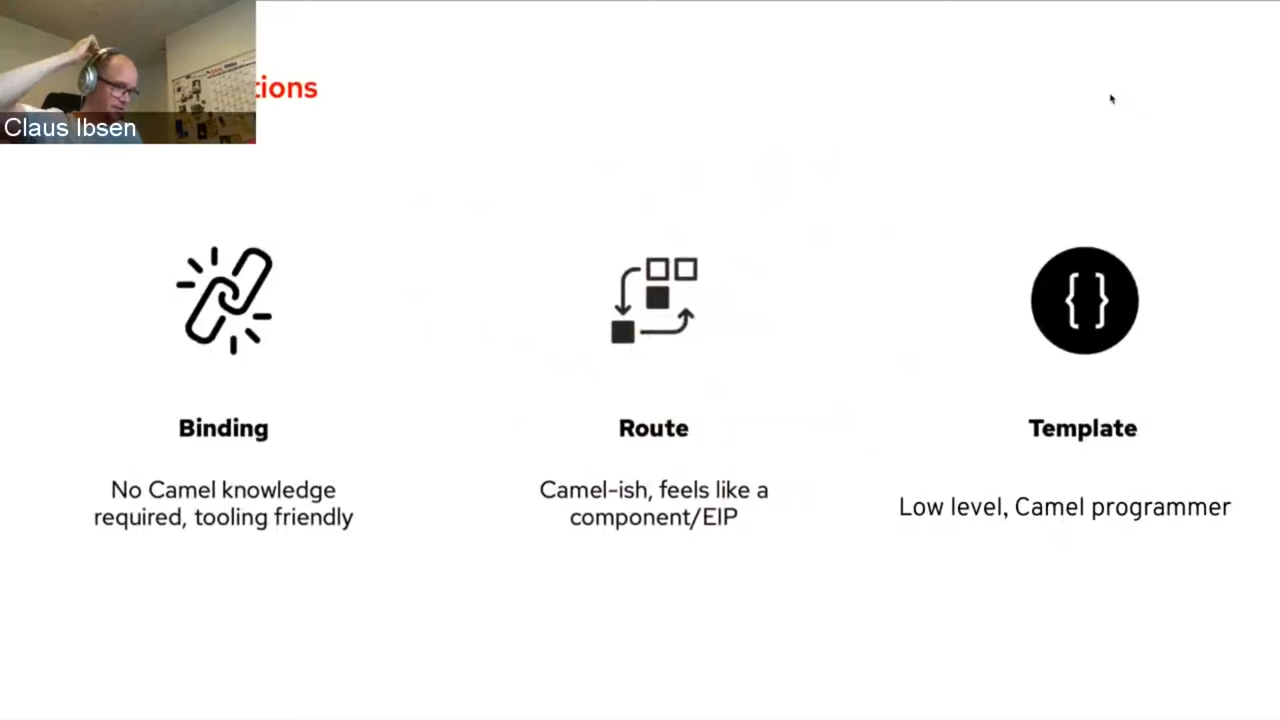 tions
Claus Ibsen
Binding
Route
Template
No Camel knowledge
required, tooling friendly
Camel-ish, feels like a
component/EIP
Low level, Camel programmer